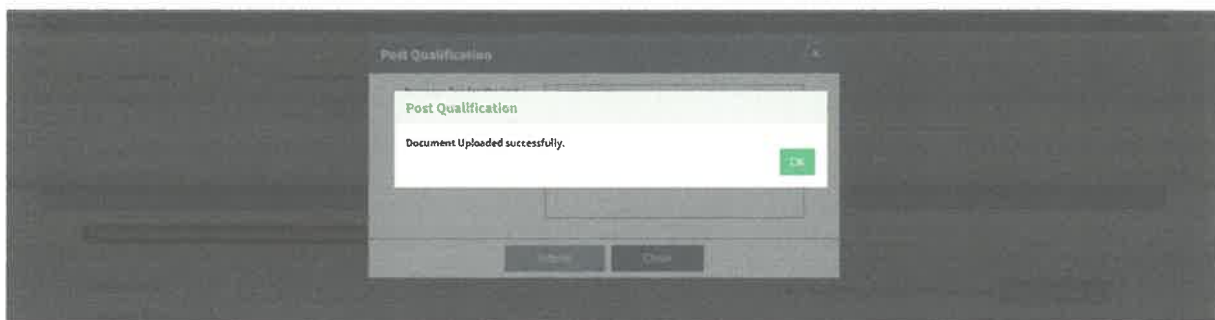 Post Qualification
Post Qualification
Document Uploaded successfully.
OK
Close